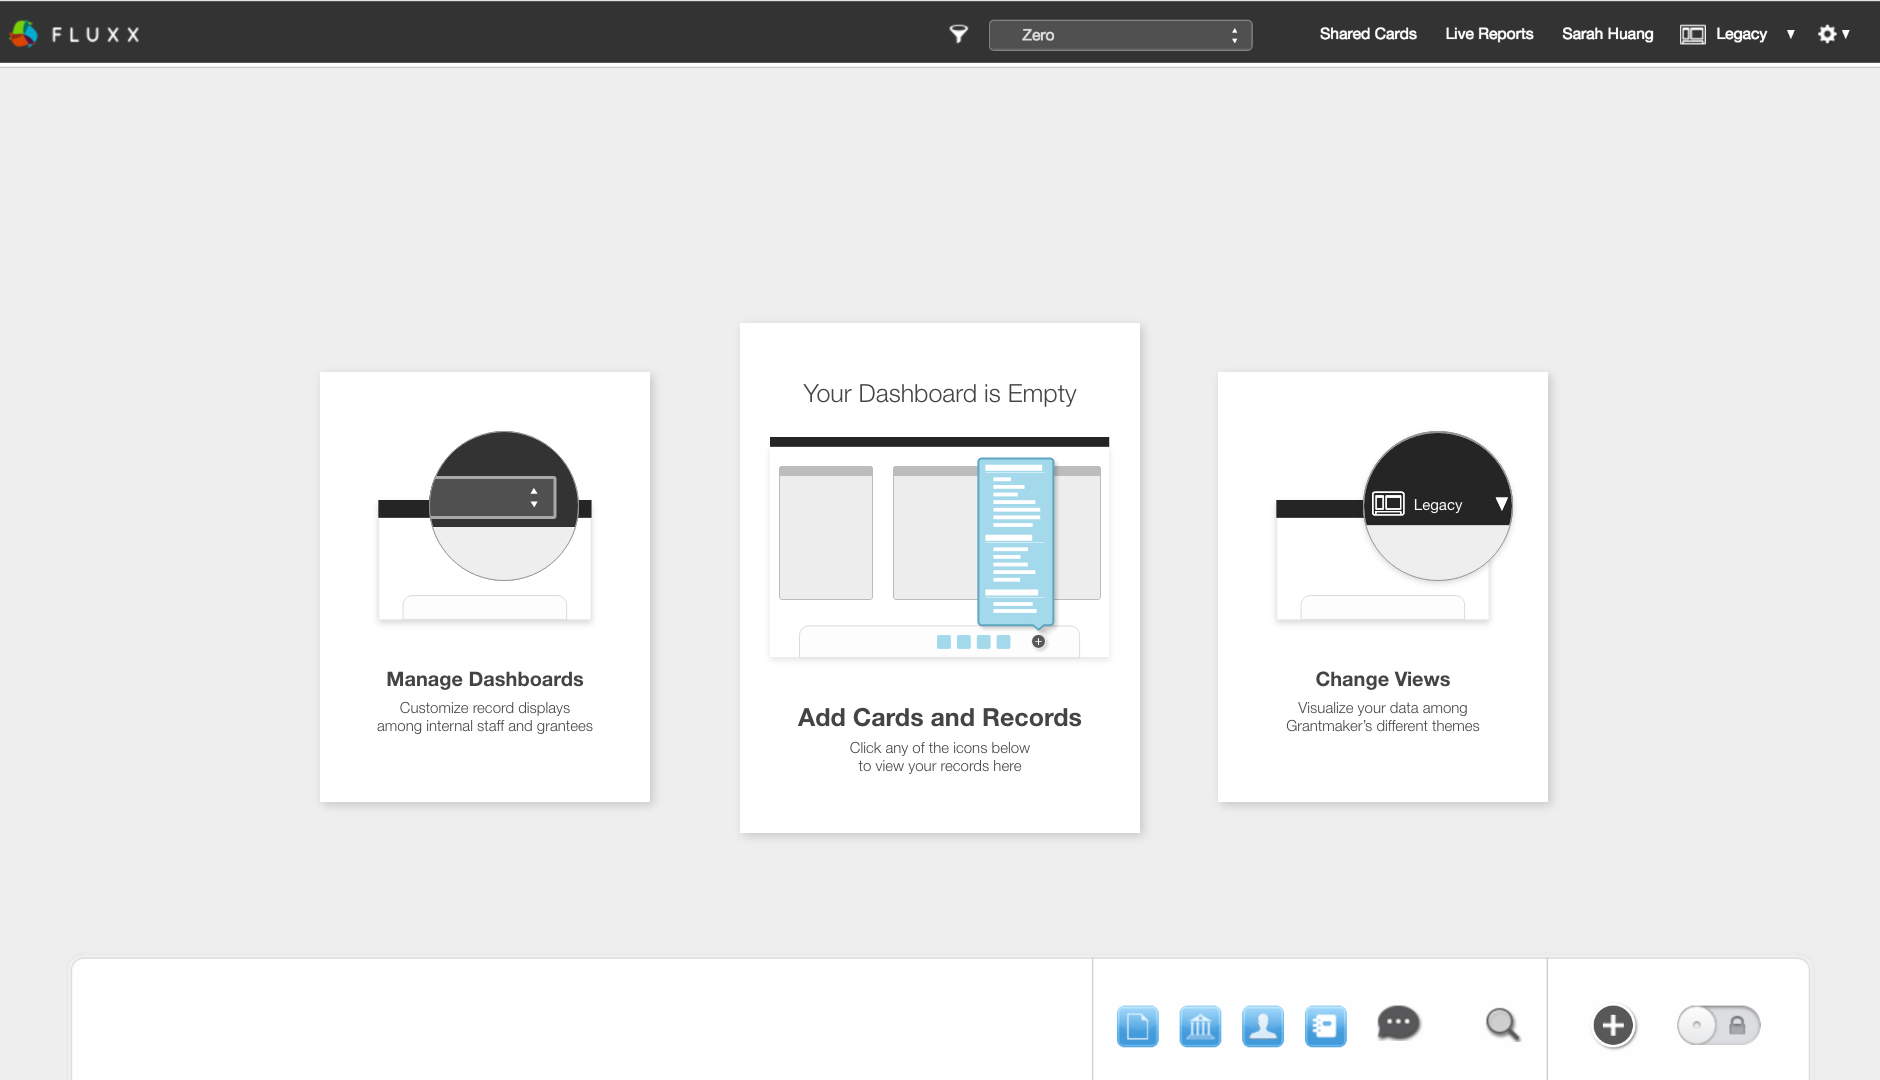 FLUXX
Zero
Shared Cards
Live Reports
Sarah Huang
Legacy
Your Dashboard is Empty
Legacy
Manage Dashboards
Customize record displays
among internal staff and grantees
Add Cards and Records
Click any of the icons below
to view your records here
Change Views
Visualize your data among
Grantmaker's different themes